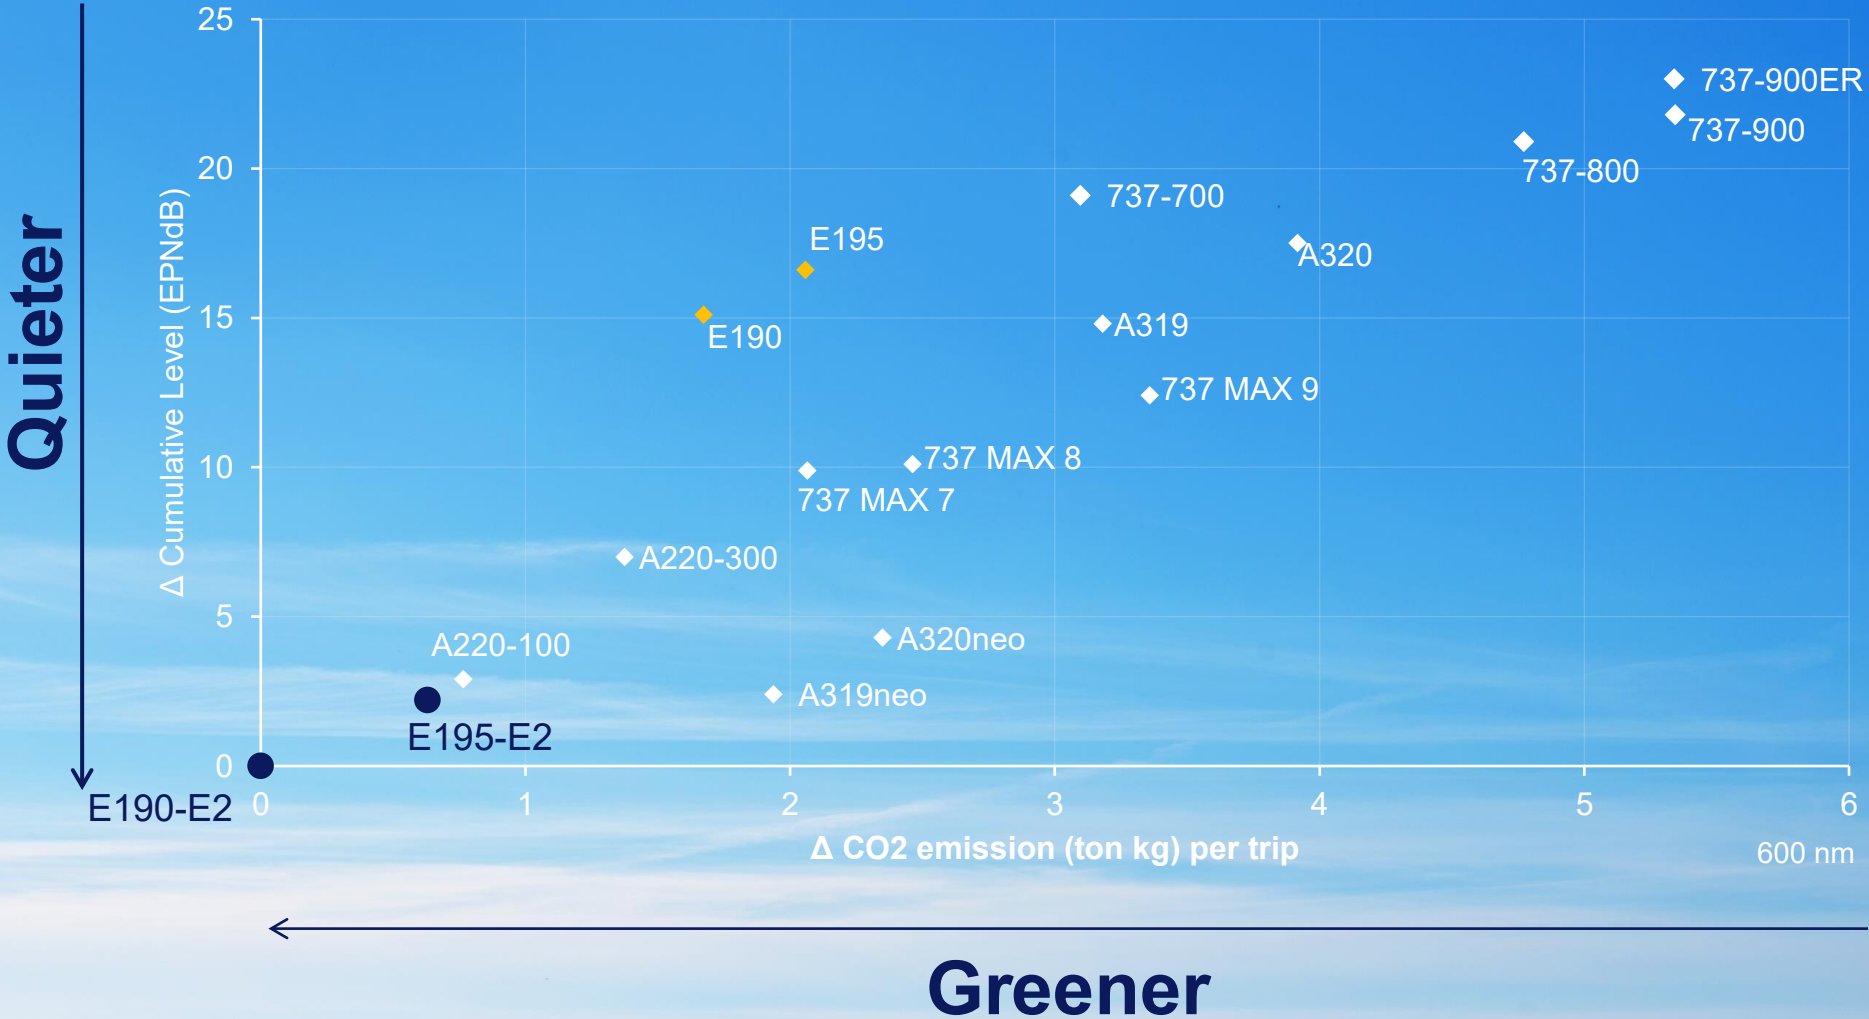 25
737-900ER
737-900
20
737-800
737-700
E195
A320
Quieter
Δ Cumulative Level (EPNdB)
15
A319
E190
737 MAX 9
737 MAX 8
10
737 MAX 7
A220-300
5
A220-100
A320neo
A319neo
E195-E2
0
E190-E2
0 1 2 3 4 5 6
Δ CO2 emission (ton kg) per trip
600 nm
Greener